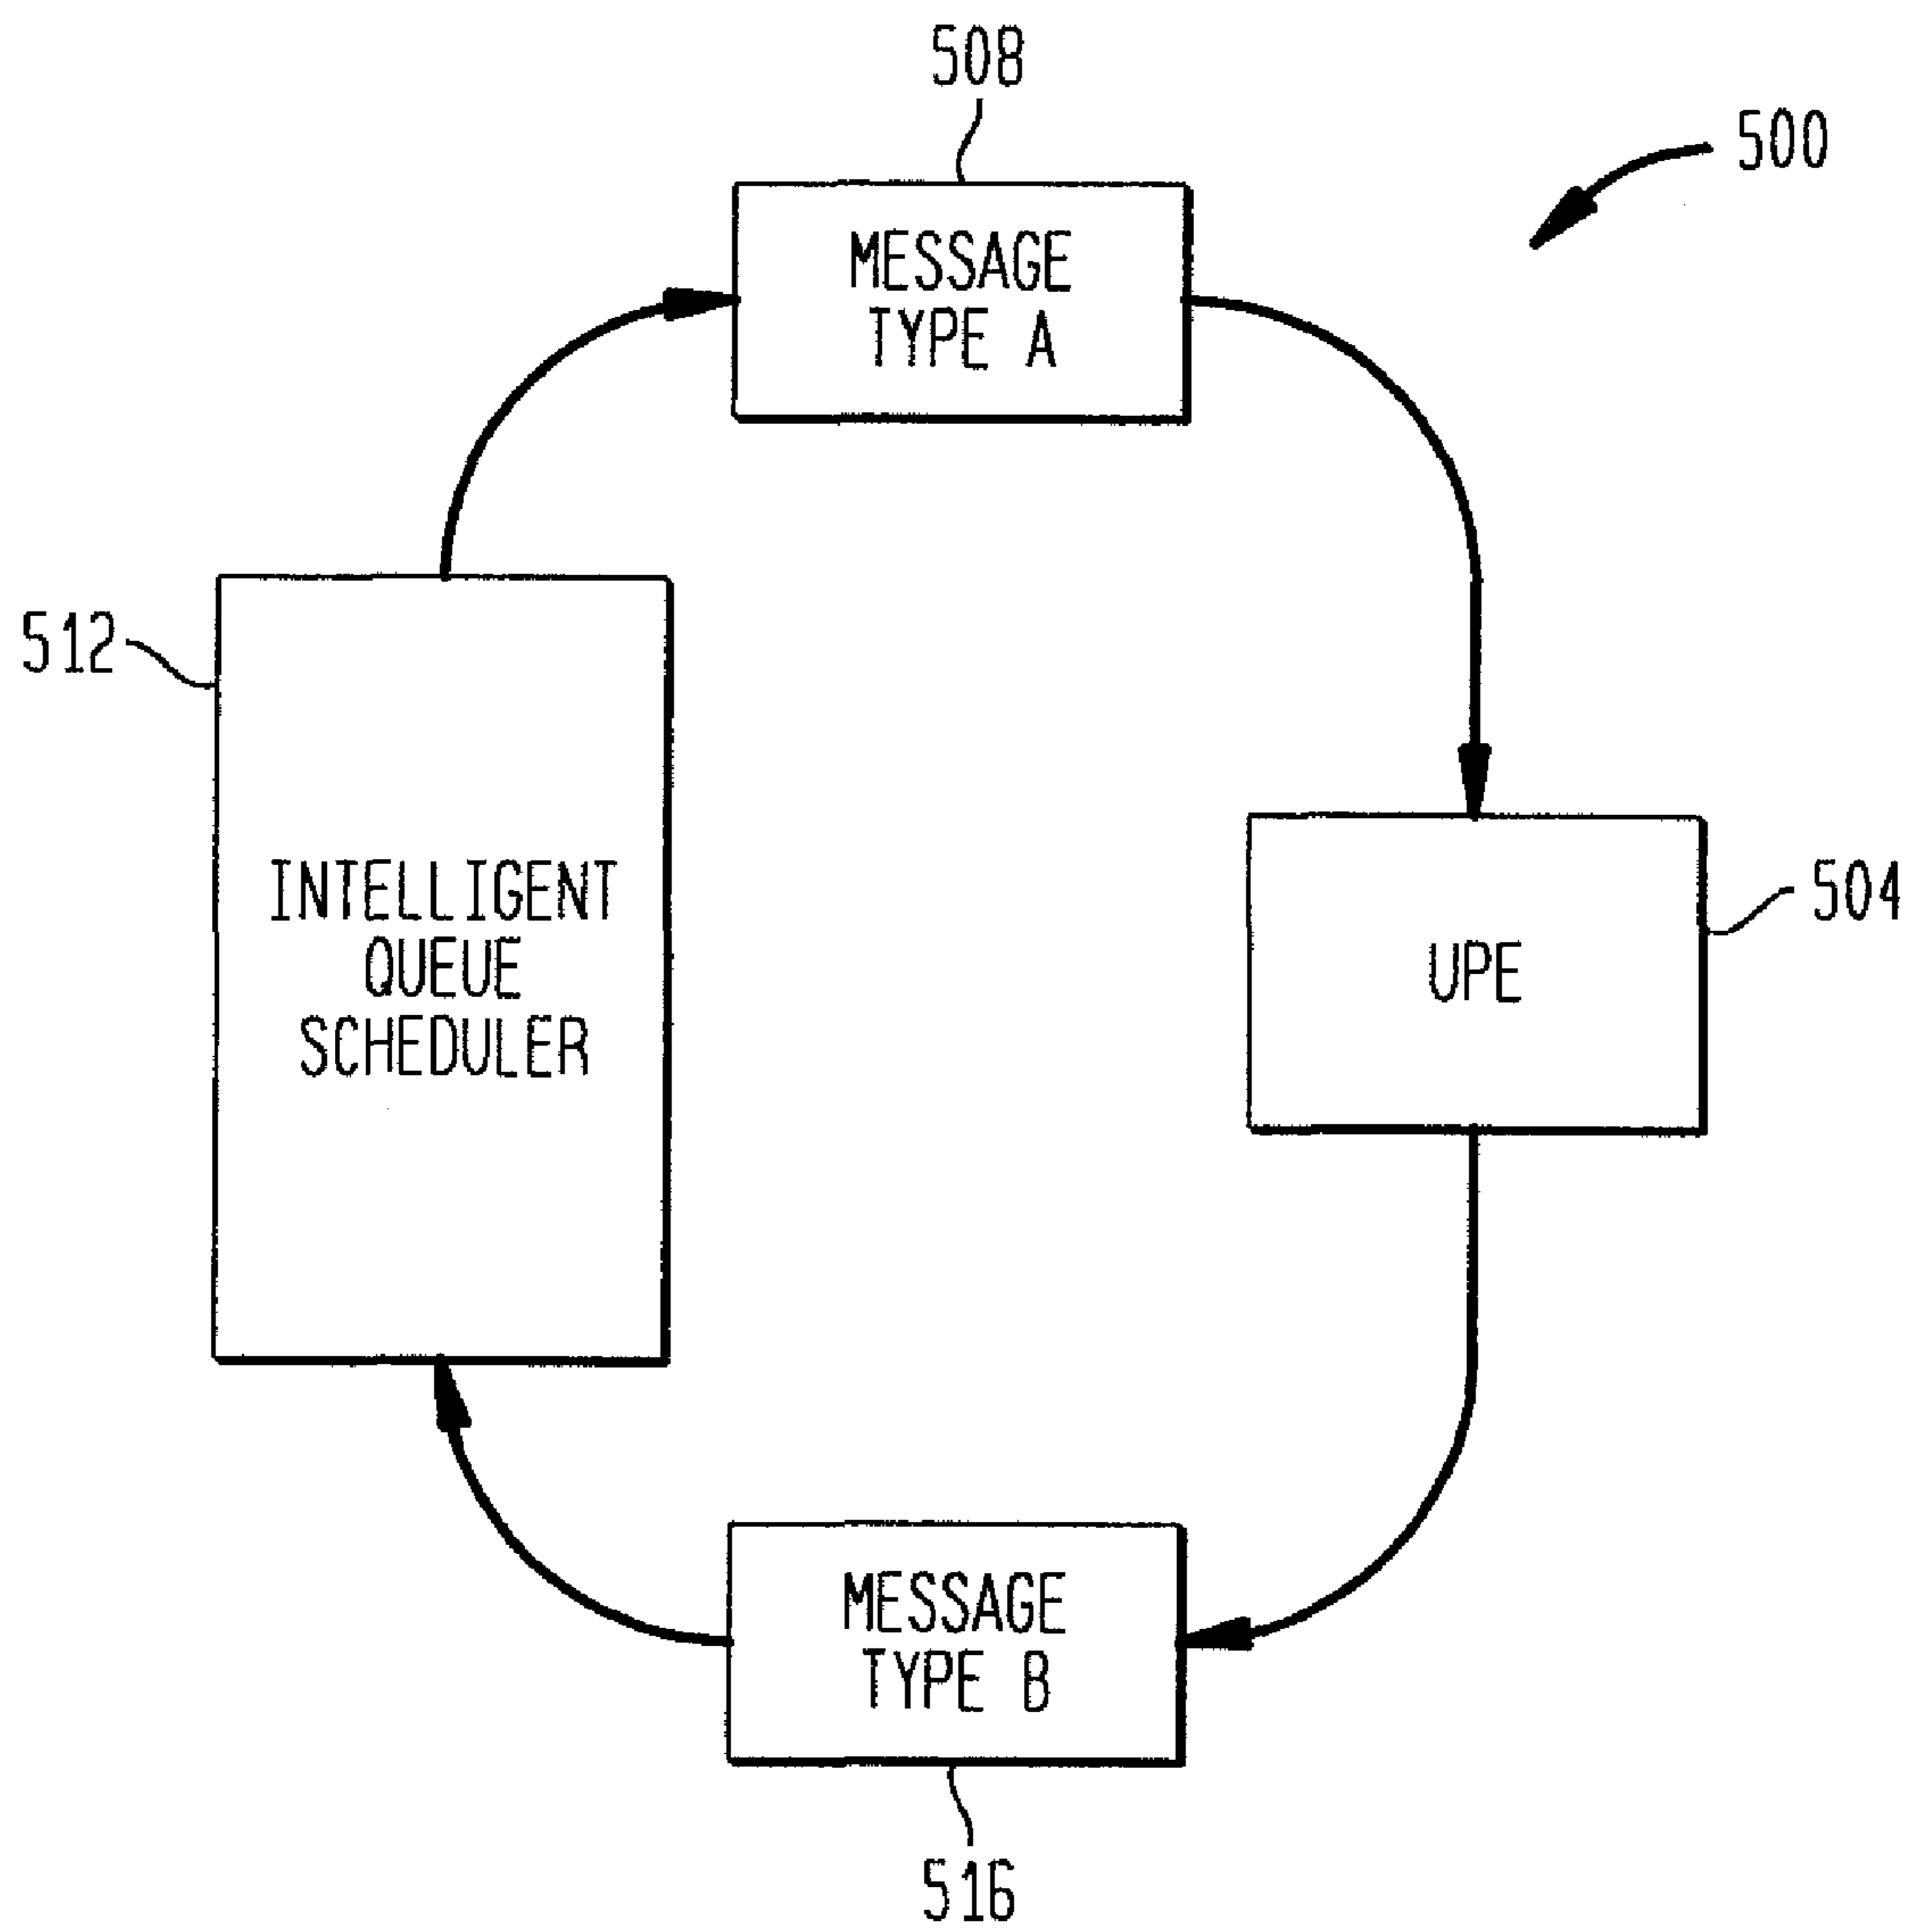 508
500
MESSAGE
TYPE A
512
INTELLIGENT
QUEUE
SCHEDULER
UPE
504
MESSAGE
TYPE B
516